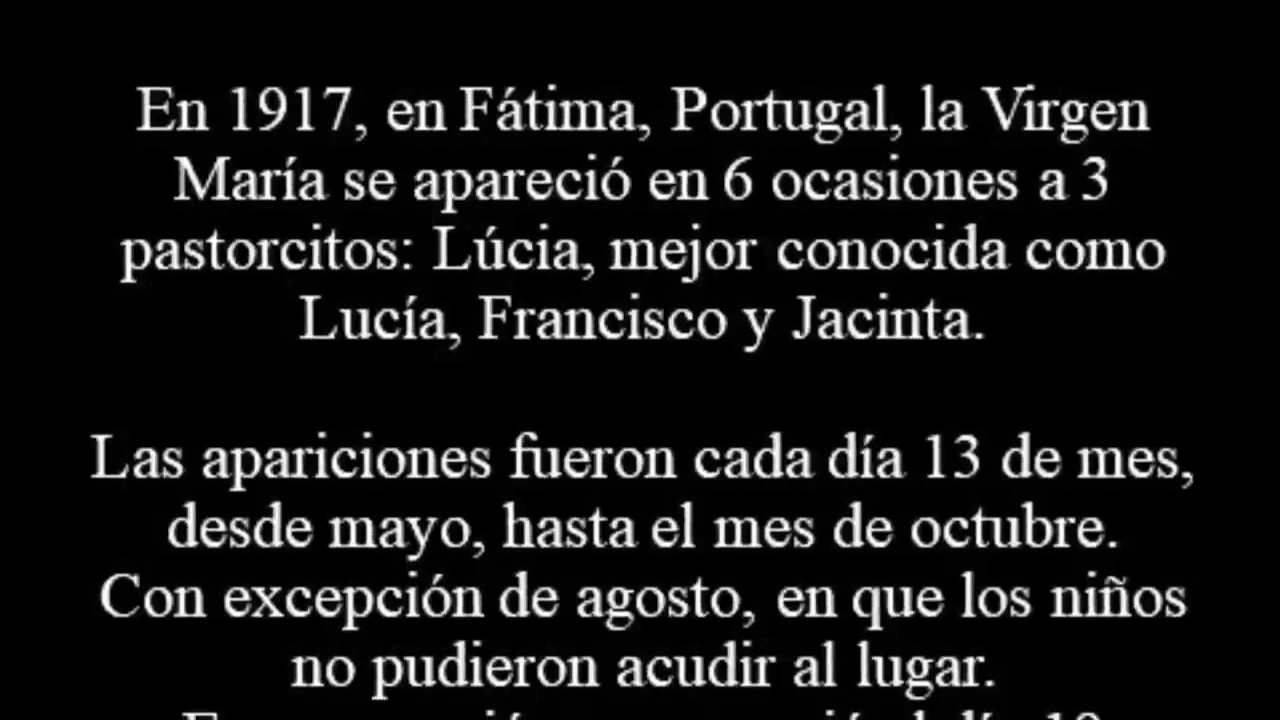 En 1917, en Fátima, Portugal, la Virgen
María se apareció en 6 ocasiones a 3
pastorcitos: Lúcia, mejor conocida como
Lucía, Francisco y Jacinta.
Las apariciones fueron cada día 13 de mes,
desde mayo, hasta el mes de octubre.
Con excepción de agosto, en que los niños
no pudieron acudir al lugar.